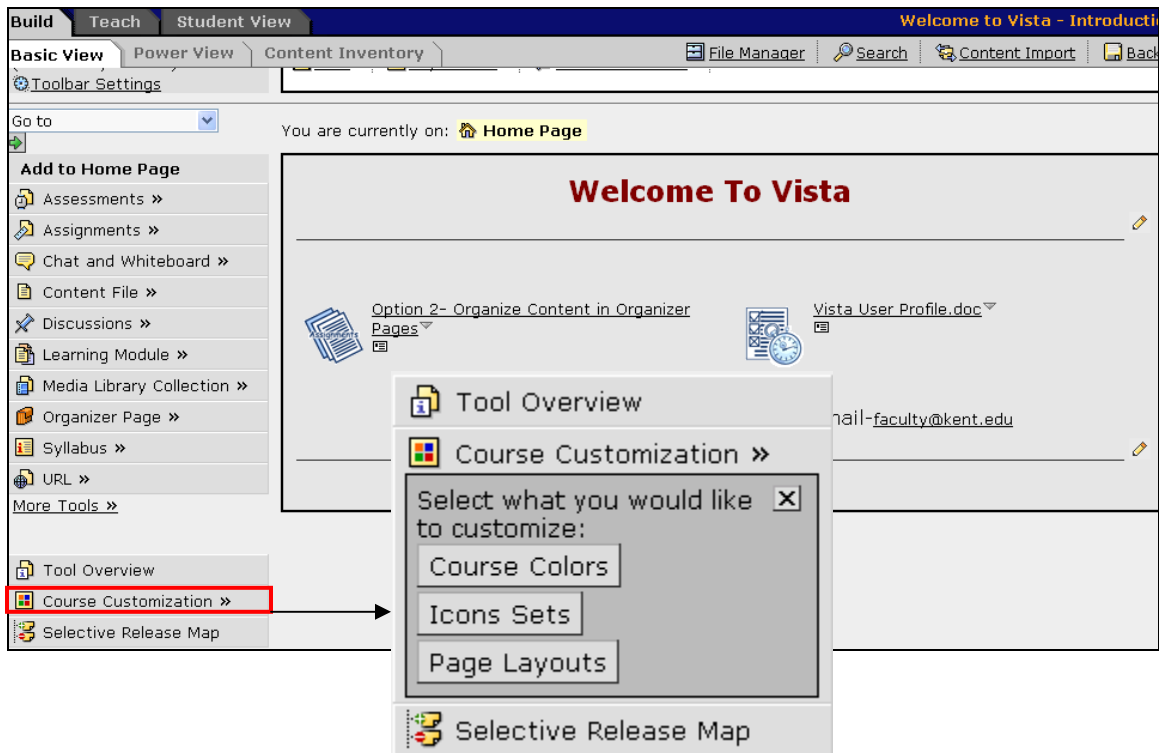 Build Teach Student View Welcome to Vista - Introducti
Basic View Power View Content Inventory File Manager Search Content Import Back
Toolbar Settings
Go to
You are currently on: Home Page
Add to Home Page
Assessments »
Assignments »
Chat and Whiteboard »
Content File »
Discussions »
Learning Module »
Media Library Collection »
Organizer Page »
Syllabus »
URL »
More Tools »
Tool Overview
Course Customization »
Selective Release Map
Welcome To Vista
Option 2- Organize Content in Organizer
Pages
Assignments
Vista User Profile.doc
mail-faculty@kent.edu
Tool Overview
Course Customization »
Select what you would like
to customize:
Course Colors
Icons Sets
Page Layouts
Selective Release Map